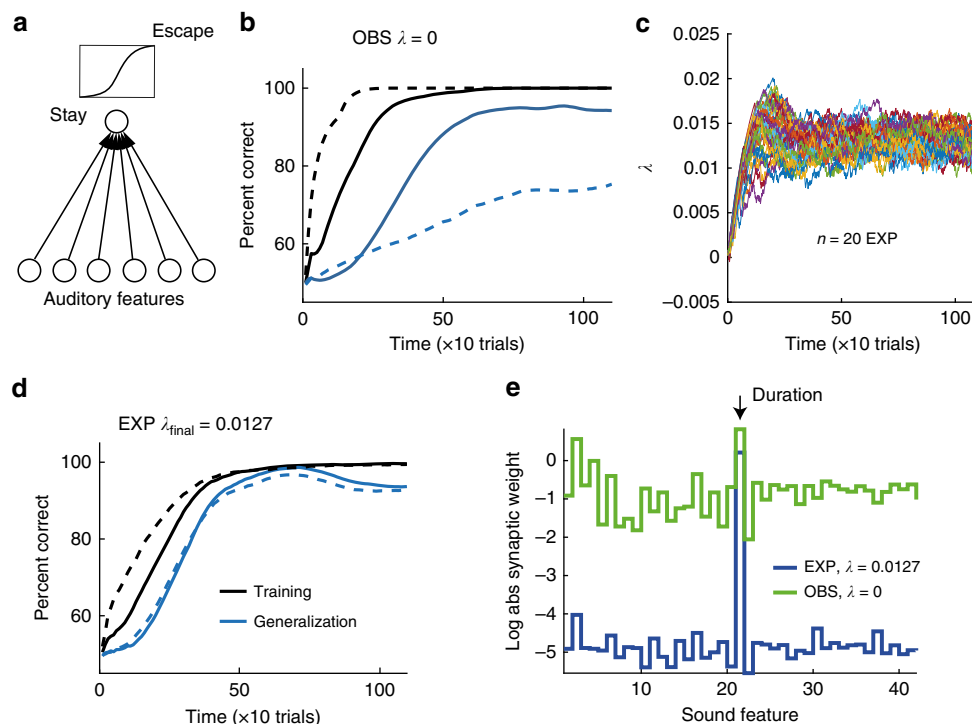 a
Escape
Stay
Auditory features
b
OBS λ = 0
Percent correct
100
80
60
0
50
100
Time (×10 trials)
c
0.025
0.02
0.015
0.01
0.005
0
−0.005
λ
n = 20 EXP
0
50
100
Time (×10 trials)
d
EXP λfinal = 0.0127
Percent correct
100
80
60
Training
Generalization
0
50
100
Time (×10 trials)
e
Duration
Log abs synaptic weight
0
−1
−2
−3
−4
−5
EXP, λ = 0.0127
OBS, λ = 0
10
20
30
40
Sound feature